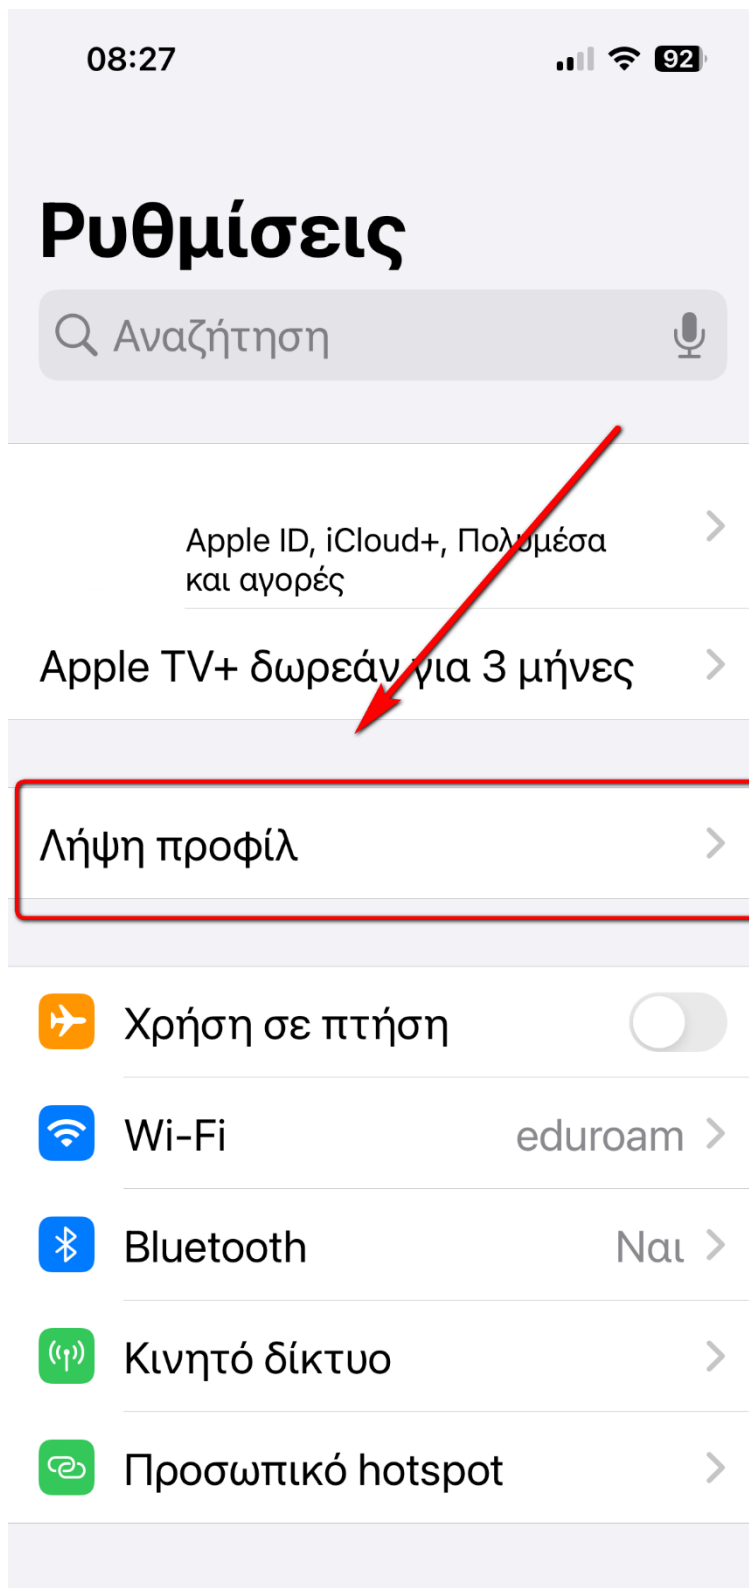 08:27
92
Ρυθμίσεις
Αναζήτηση
Apple ID, iCloud+, Πολυμέσα
και αγορές
Apple TV+ δωρεάν για 3 μήνες
Λήψη προφίλ
Χρήση σε πτήση
Wi-Fi eduroam
Bluetooth Ναι
Κινητό δίκτυο
Προσωπικό hotspot